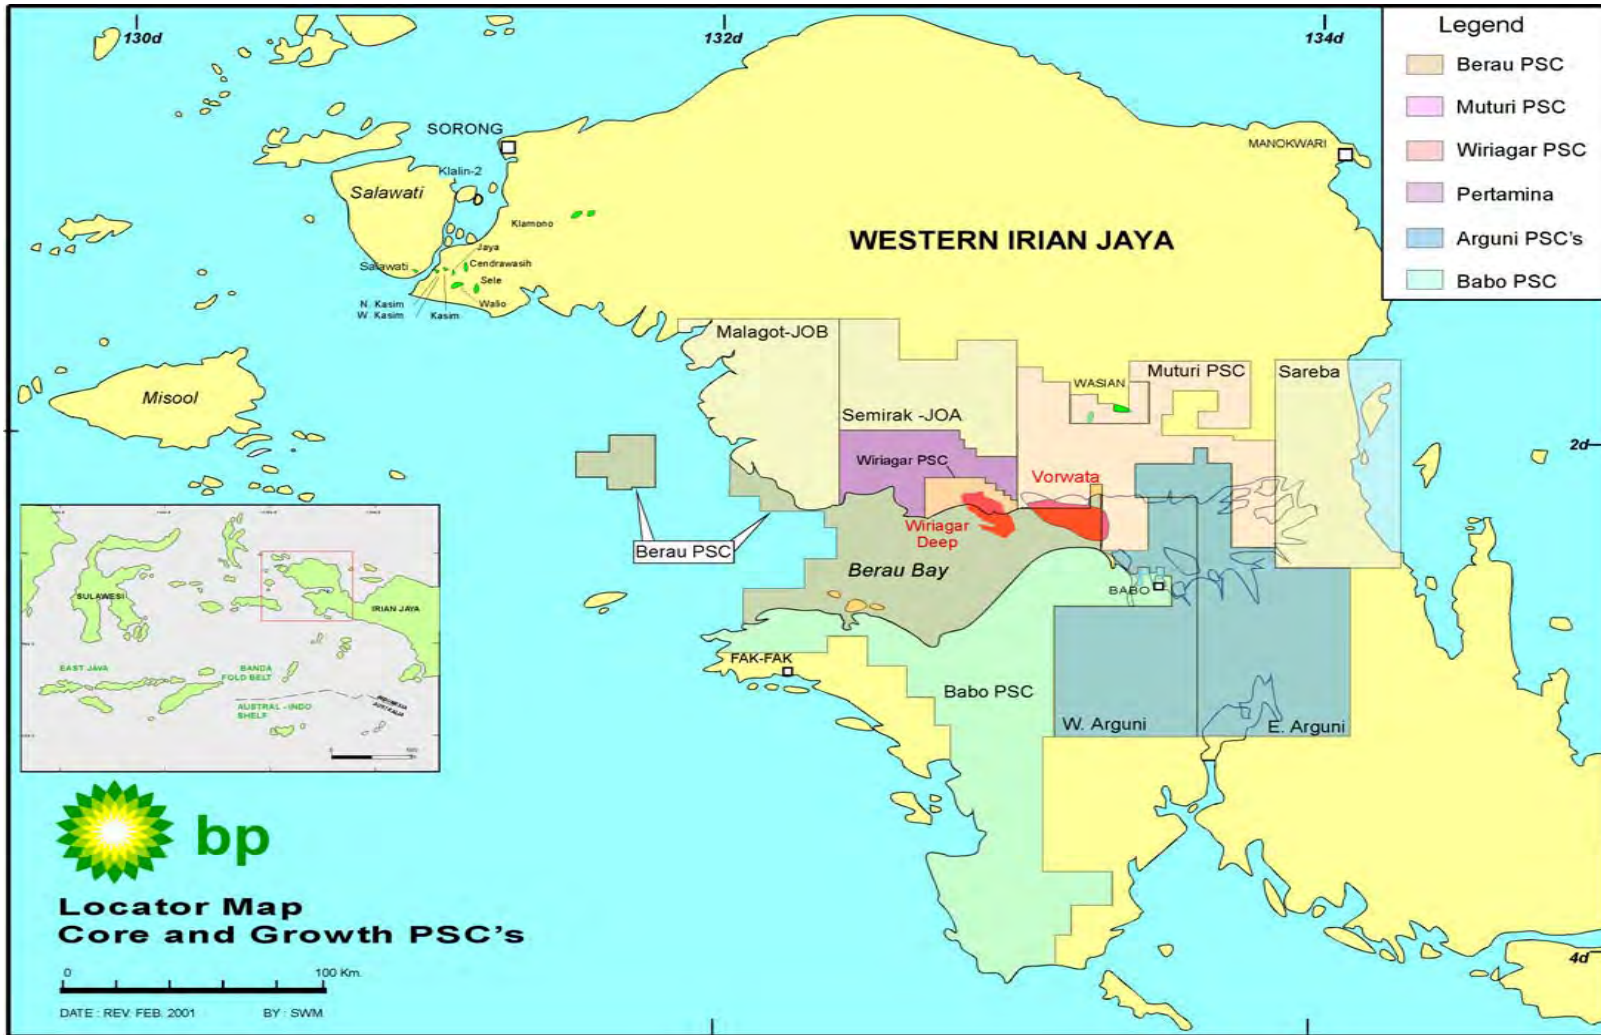 130d
132d
134d
Legend
Berau PSC
Muturi PSC
Wiriagar PSC
Pertamina
Arguni PSC's
Babo PSC
SORONG
MANOKWARI
Klalin-2
Salawati
Klamono
WESTERN IRIAN JAYA
Jaya
Salawati
Cendrawasih
Sele
N. Kasim
Walio
W. Kasim
Kasim
Malagot-JOB
Muturi PSC
Sareba
WASIAN
Misool
Semirak -JOA
2d
Wiriagar PSC
Vorwata
Wiriagar
Deep
Berau PSC
Berau Bay
BABO
SULAWESI
IRIAN JAYA
EAST JAVA
BANDA
FOLD BELT
AUSTRAL - INDO
SHELF
INDONESIA
AUSTRALIA
0
FAK-FAK
Babo PSC
W. Arguni
E. Arguni
bp
Locator Map
Core and Growth PSC's
0
100 Km.
4d
DATE : REV. FEB. 2001
BY : SWM